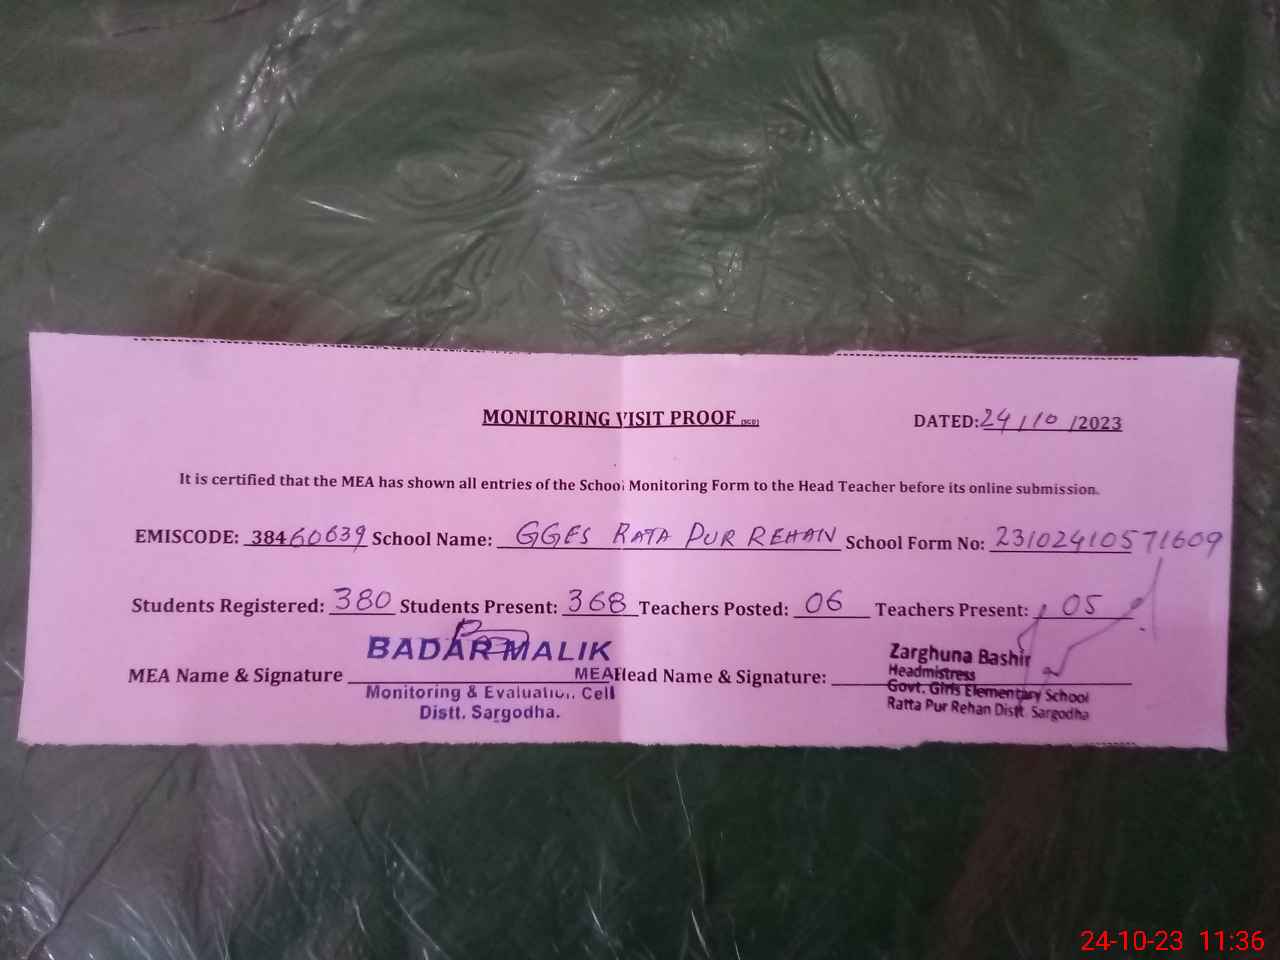 MONITORING VISIT PROOF (SGD)
DATED: 24/10/2023
It is certified that the MEA has shown all entries of the School Monitoring Form to the Head Teacher before its online submission.
EMISCODE: 38460639 School Name: GGES RATA PUR REHAN School Form No: 23102410571609
Students Registered: 380 Students Present: 368 Teachers Posted: 06 Teachers Present: 05
MEA Name & Signature BADAR MALIK
MEA
Monitoring & Evaluation Cell
Distt. Sargodha.
Head Name & Signature: Zarghuna Bashir
Headmistress
Govt. Girls Elementary School
Ratta Pur Rehan Distt. Sargodha
24-10-23 11:36